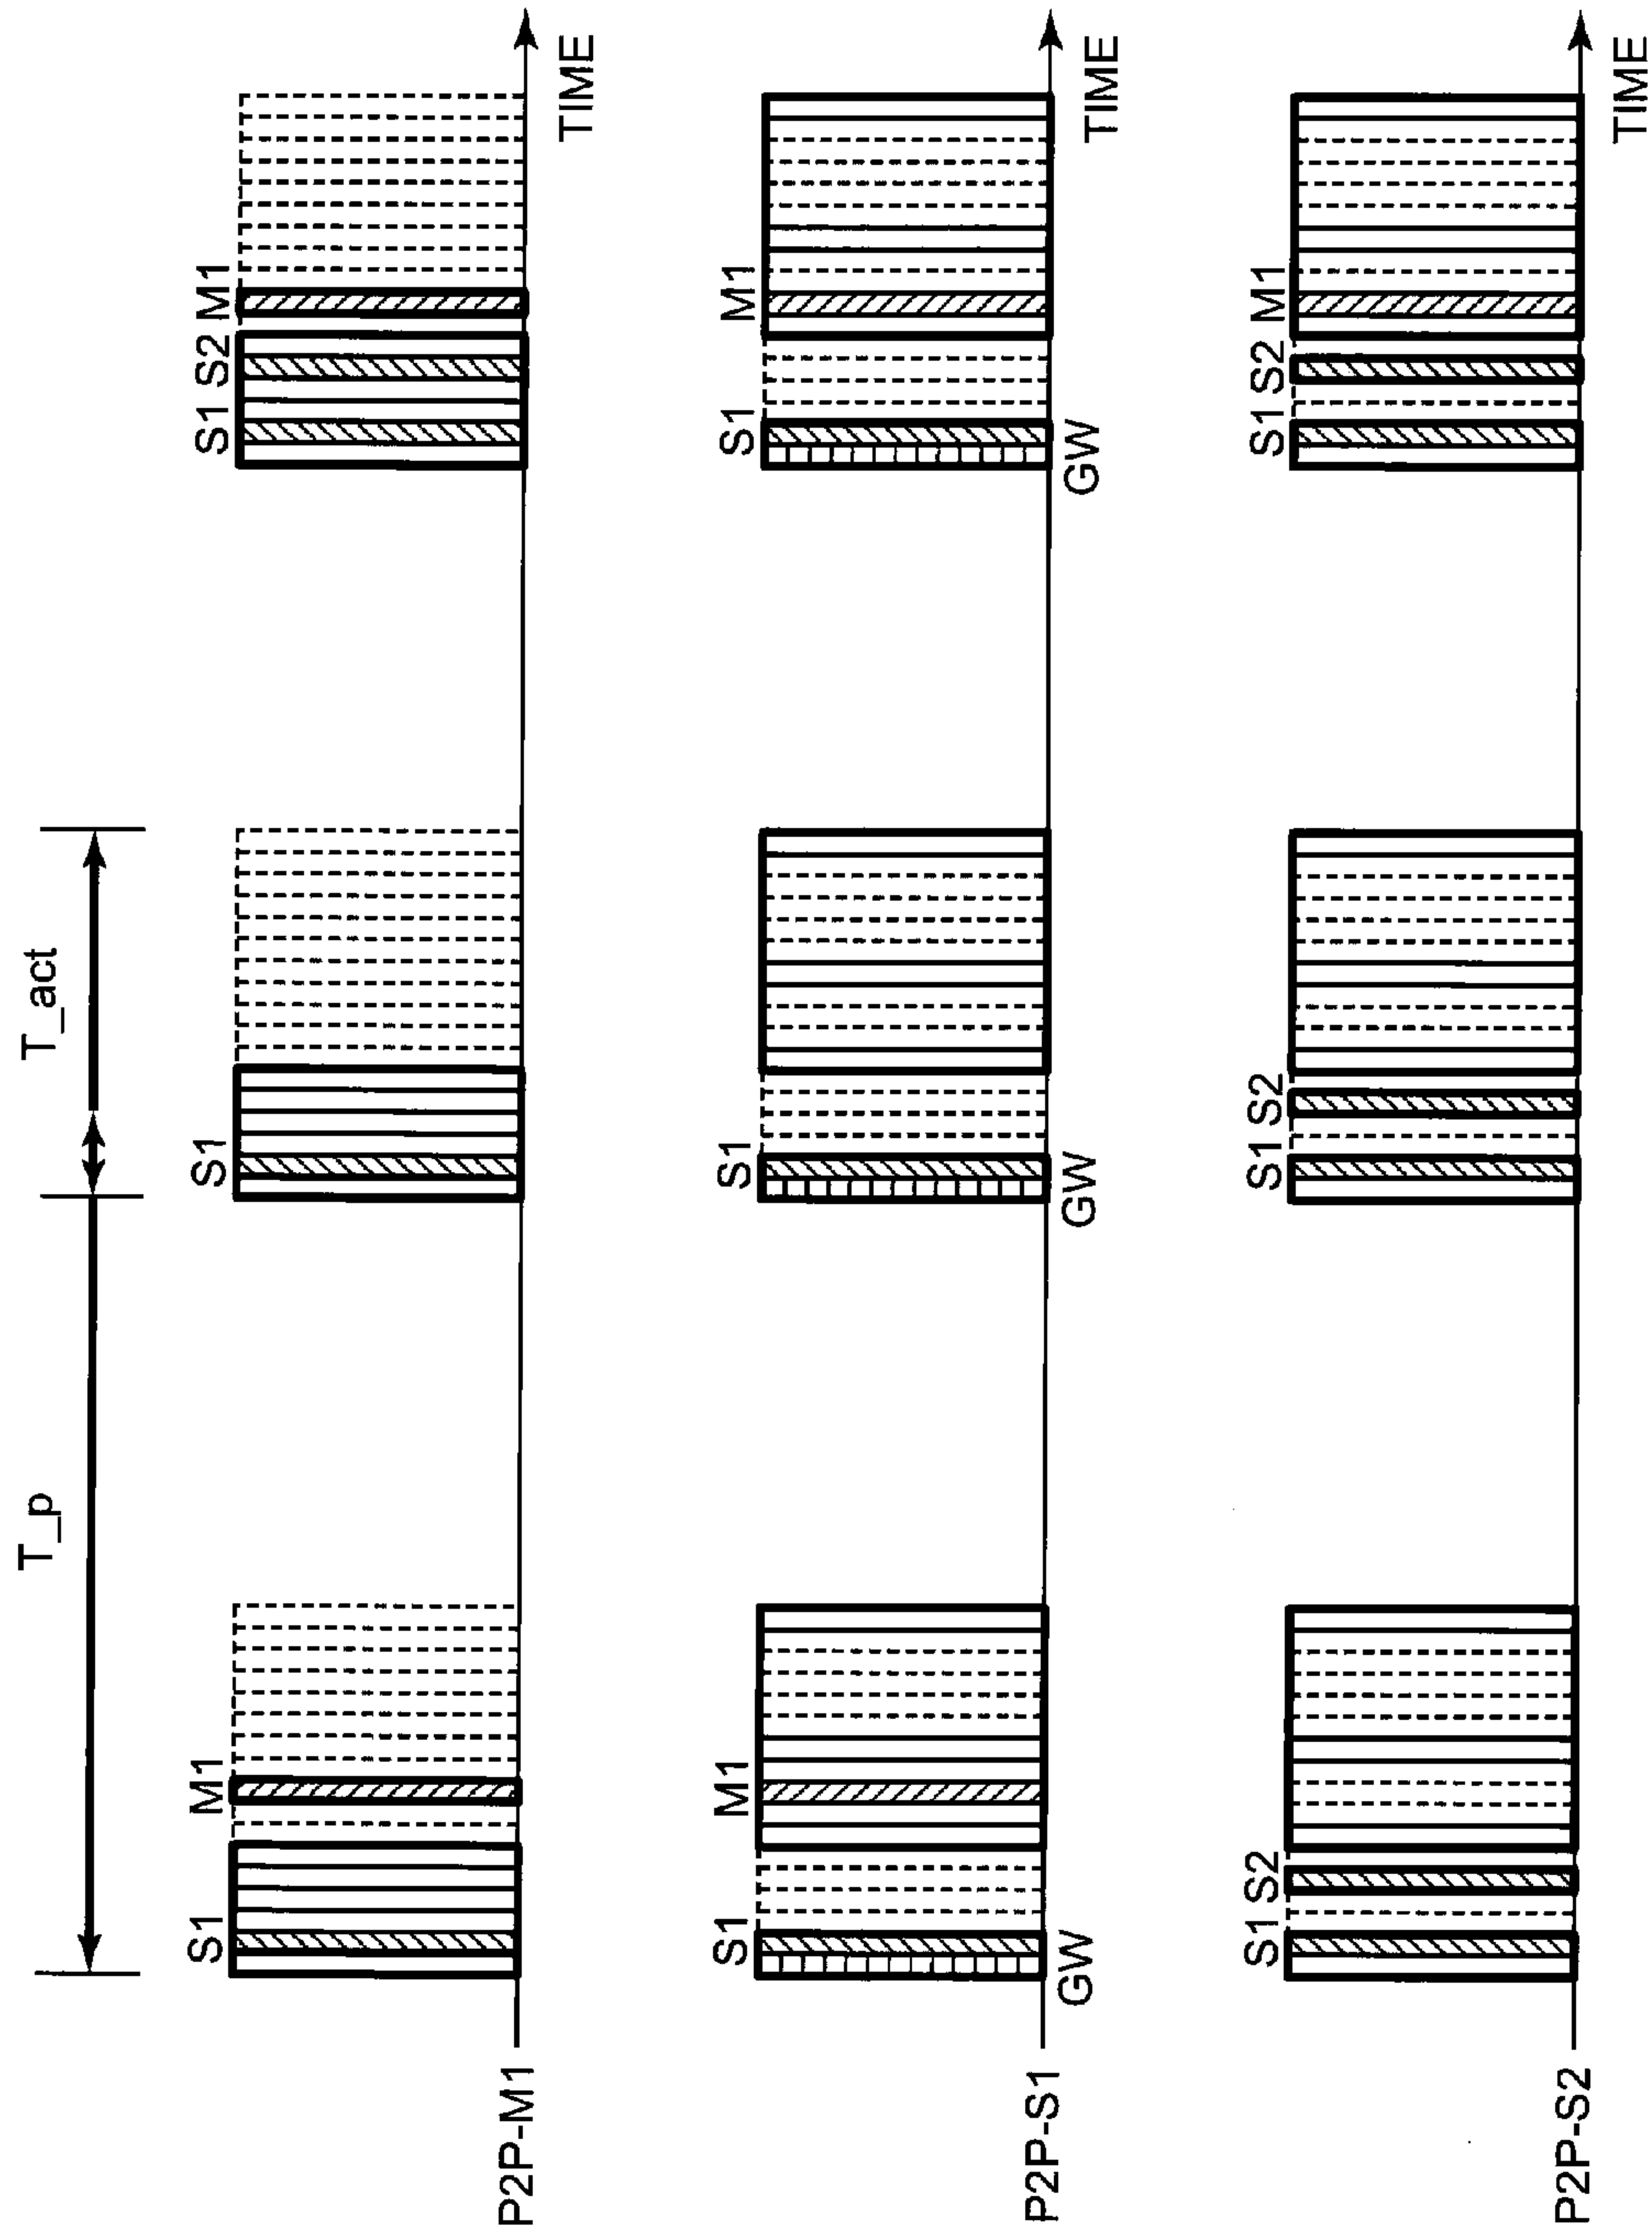 T_p
T_act
S1 M1 S1 S1 S2 M1
P2P-M1
TIME
S1 M1 S1 S1 M1
P2P-S1 GW GW GW
TIME
S1 S2 S1 S2 S1 S2 M1
P2P-S2
TIME